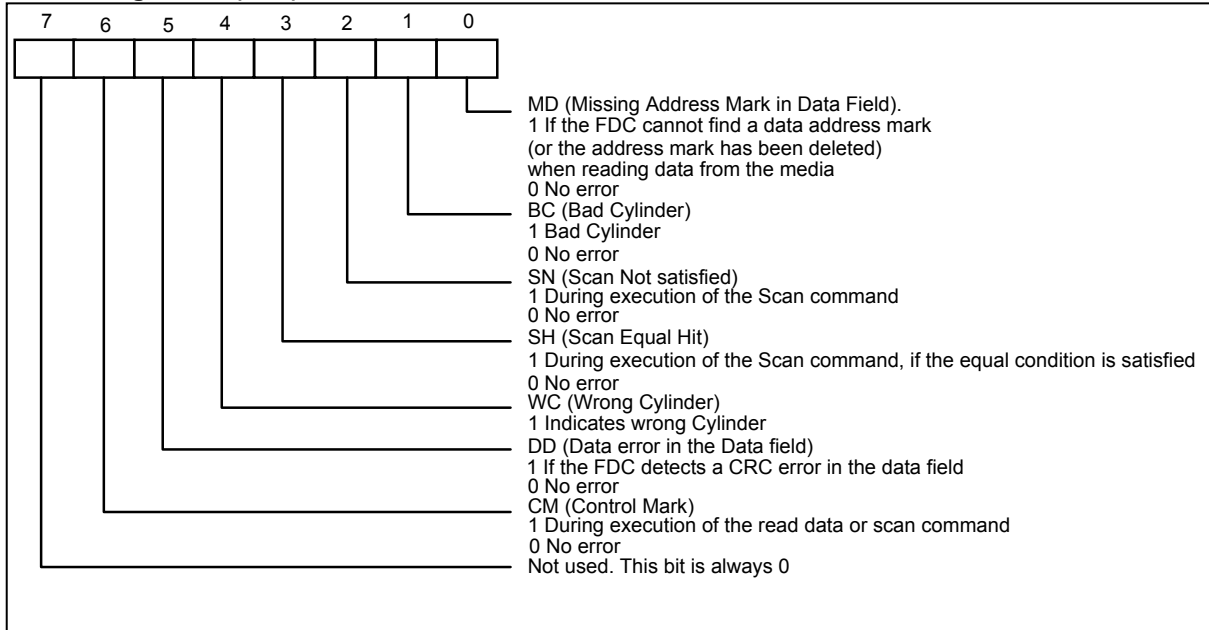 7 6 5 4 3 2 1 0
MD (Missing Address Mark in Data Field).
1 If the FDC cannot find a data address mark
(or the address mark has been deleted)
when reading data from the media
0 No error
BC (Bad Cylinder)
1 Bad Cylinder
0 No error
SN (Scan Not satisfied)
1 During execution of the Scan command
0 No error
SH (Scan Equal Hit)
1 During execution of the Scan command, if the equal condition is satisfied
0 No error
WC (Wrong Cylinder)
1 Indicates wrong Cylinder
DD (Data error in the Data field)
1 If the FDC detects a CRC error in the data field
0 No error
CM (Control Mark)
1 During execution of the read data or scan command
0 No error
Not used. This bit is always 0